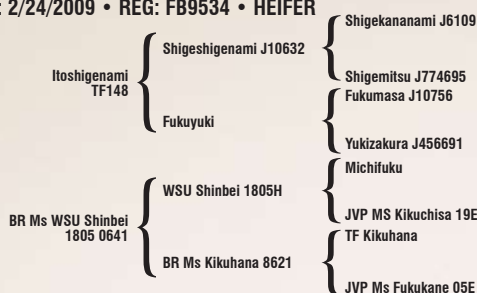 : 2/24/2009 • REG: FB9534 • HEIFER
Shigekananami J6109
Shigeshigenami J10632
Shigemitsu J774695
Itoshigenami
TF148
Fukumasa J10756
Fukuyuki
Yukizakura J456691
Michifuku
WSU Shinbei 1805H
JVP MS Kikuchisa 19E
BR Ms WSU Shinbei
1805 0641
TF Kikuhana
BR Ms Kikuhana 8621
JVP Ms Fukukane 05E